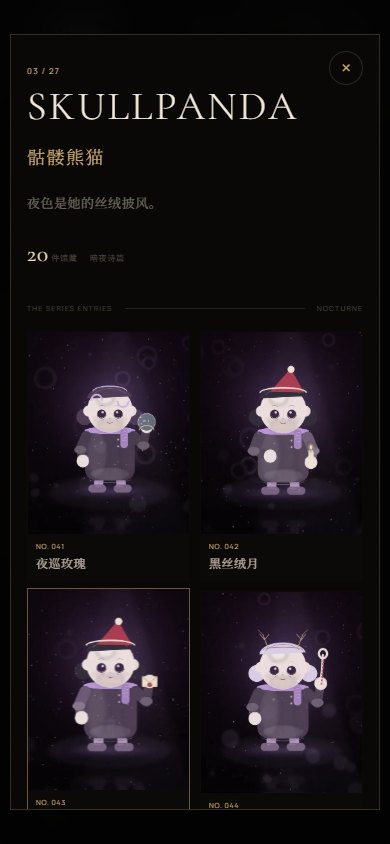 03 / 27
×
SKULLPANDA
骷髅熊猫
夜色是她的丝绒披风。
20 件馆藏 暗夜诗篇
THE SERIES ENTRIES NOCTURNE
NO. 041
夜巡玫瑰
NO. 042
黑丝绒月
NO. 043
NO. 044